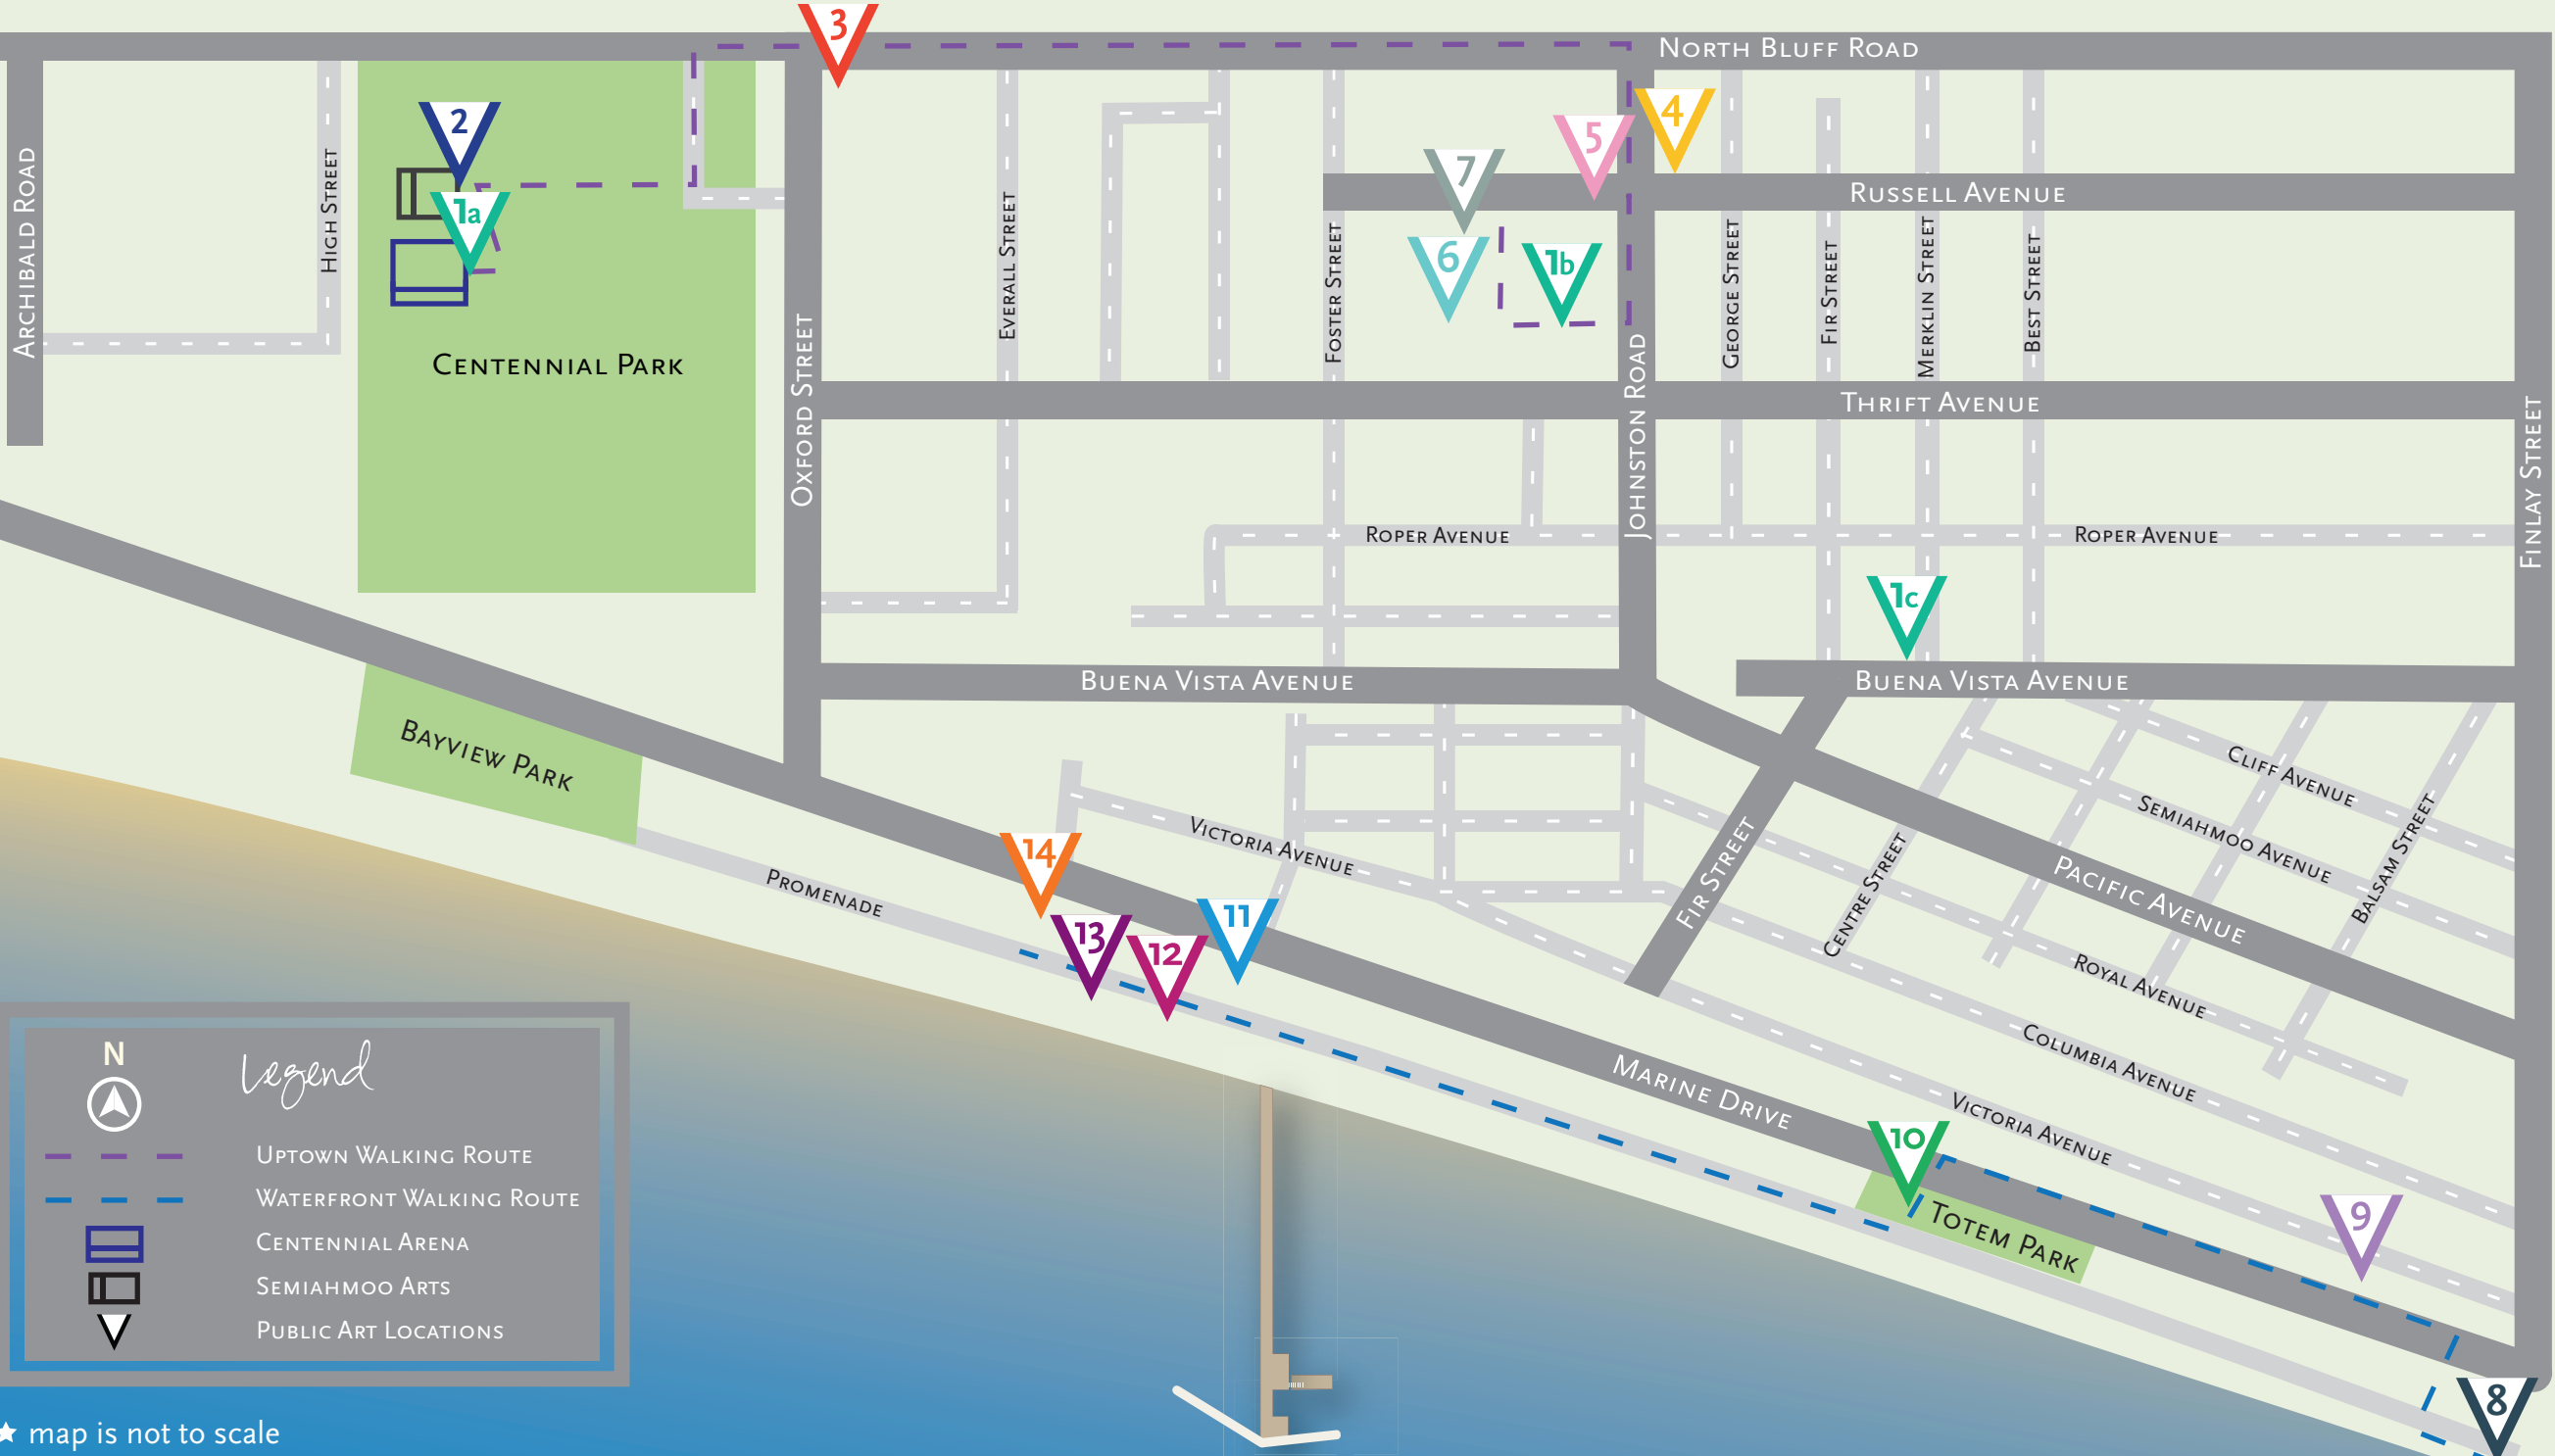 3
North Bluff Road
2
4
5
7
Russell Avenue
1a
6
1b
Archibald Road
High Street
Everall Street
Foster Street
George Street
Fir Street
Merklin Street
Best Street
Centennial Park
Oxford Street
Johnston Road
Thrift Avenue
Finlay Street
Roper Avenue
Roper Avenue
1c
Buena Vista Avenue
Buena Vista Avenue
Bayview Park
Cliff Avenue
Semiahmoo Avenue
Balsam Street
Victoria Avenue
Fir Street
Centre Street
Pacific Avenue
14
Promenade
13
12
11
Royal Avenue
Columbia Avenue
Marine Drive
Victoria Avenue
10
Totem Park
9
8
N
Legend
Uptown Walking Route
Waterfront Walking Route
Centennial Arena
Semiahmoo Arts
Public Art Locations
★ map is not to scale